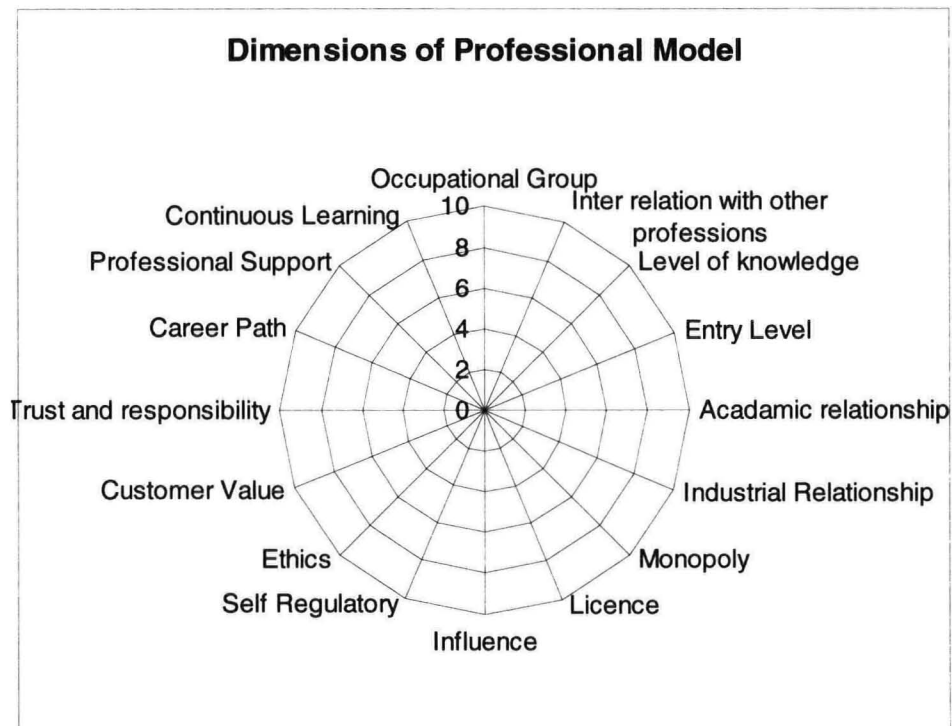 Dimensions of Professional Model
Occupational Group
Inter relation with other
professions
Level of knowledge
Entry Level
Acadamic relationship
Industrial Relationship
Monopoly
Licence
Influence
Self Regulatory
Ethics
Customer Value
Trust and responsibility
Career Path
Professional Support
Continuous Learning
10
8
6
4
2
0